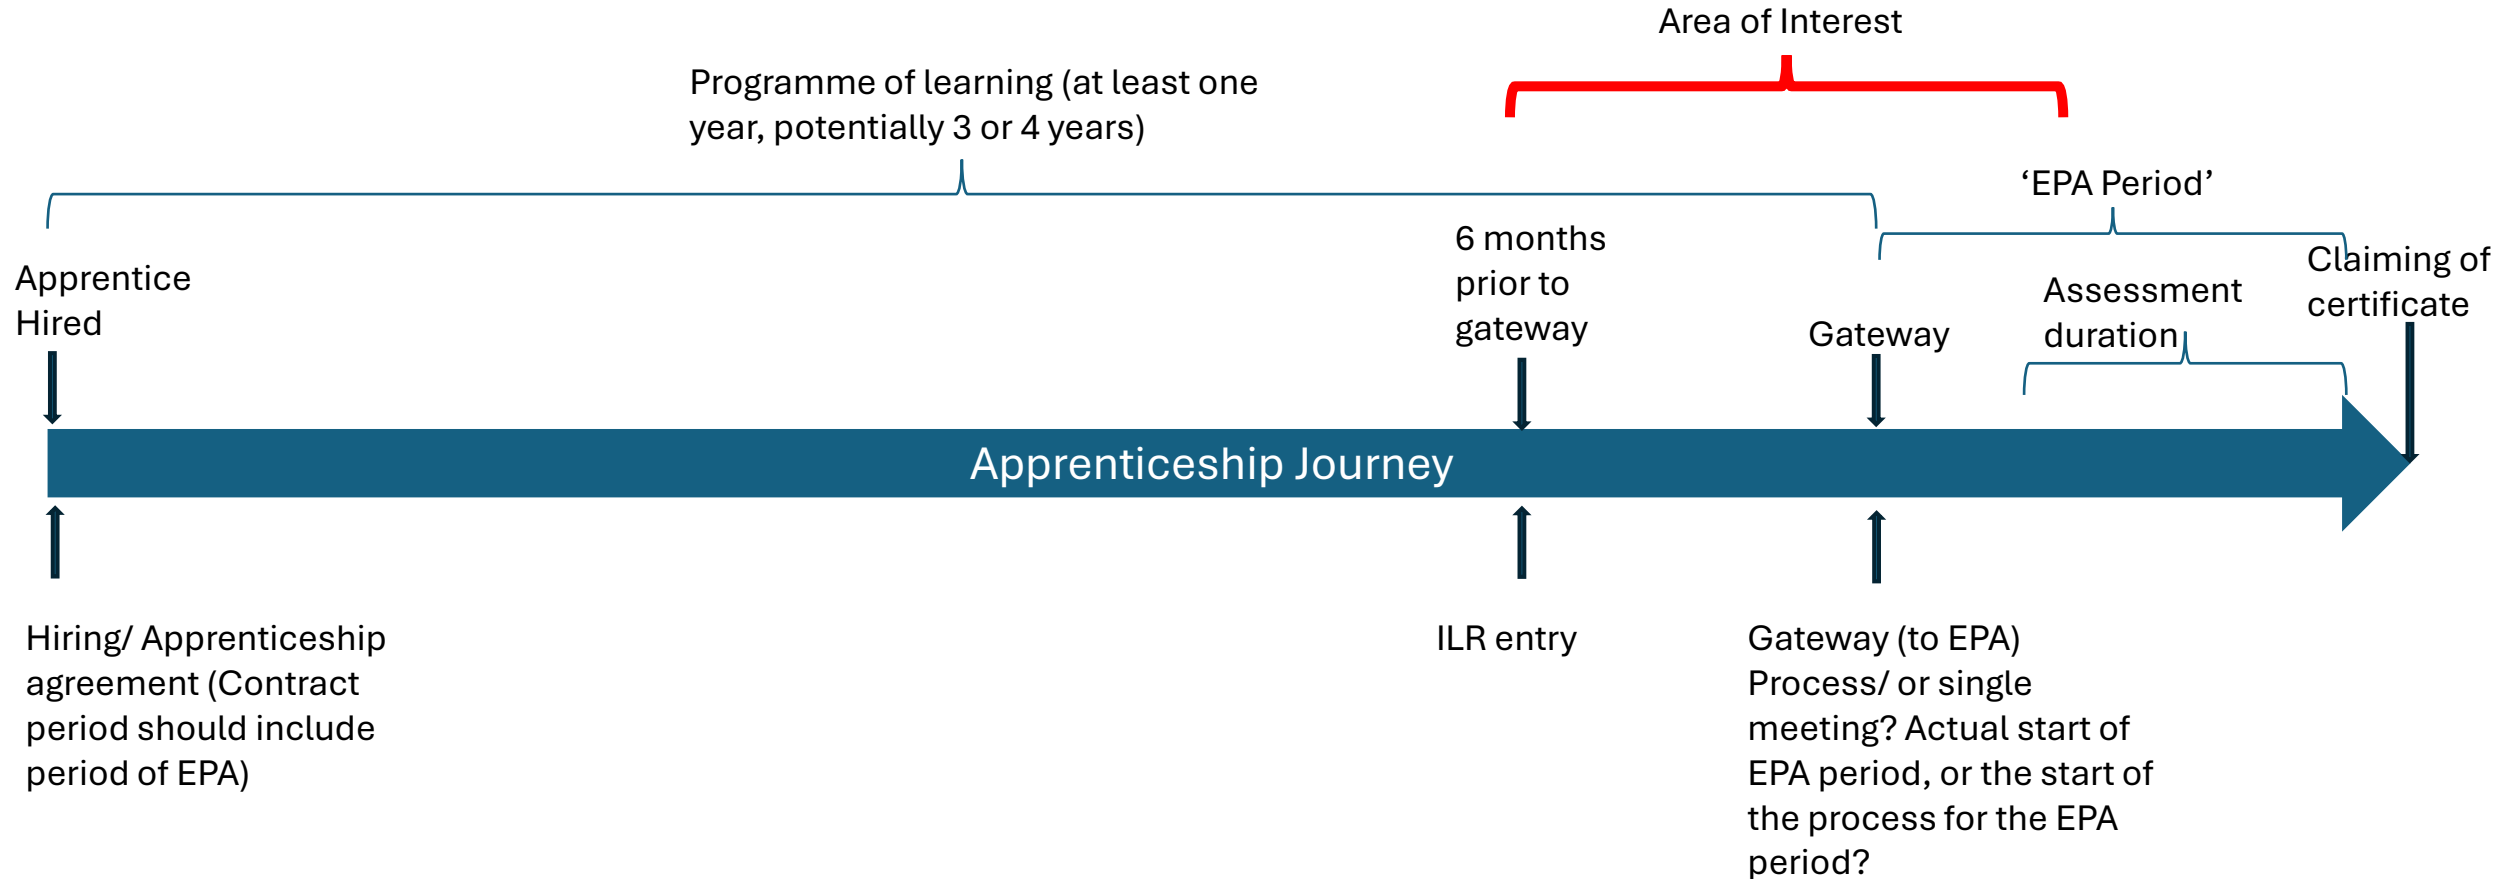 Area of Interest
Programme of learning (at least one
year, potentially 3 or 4 years)
‘EPA Period’
6 months
prior to
gateway
Apprentice
Hired
Gateway
Assessment
duration
Claiming of
certificate
Apprenticeship Journey
Hiring/ Apprenticeship
agreement (Contract
period should include
period of EPA)
ILR entry
Gateway (to EPA)
Process/ or single
meeting? Actual start of
EPA period, or the start of
the process for the EPA
period?